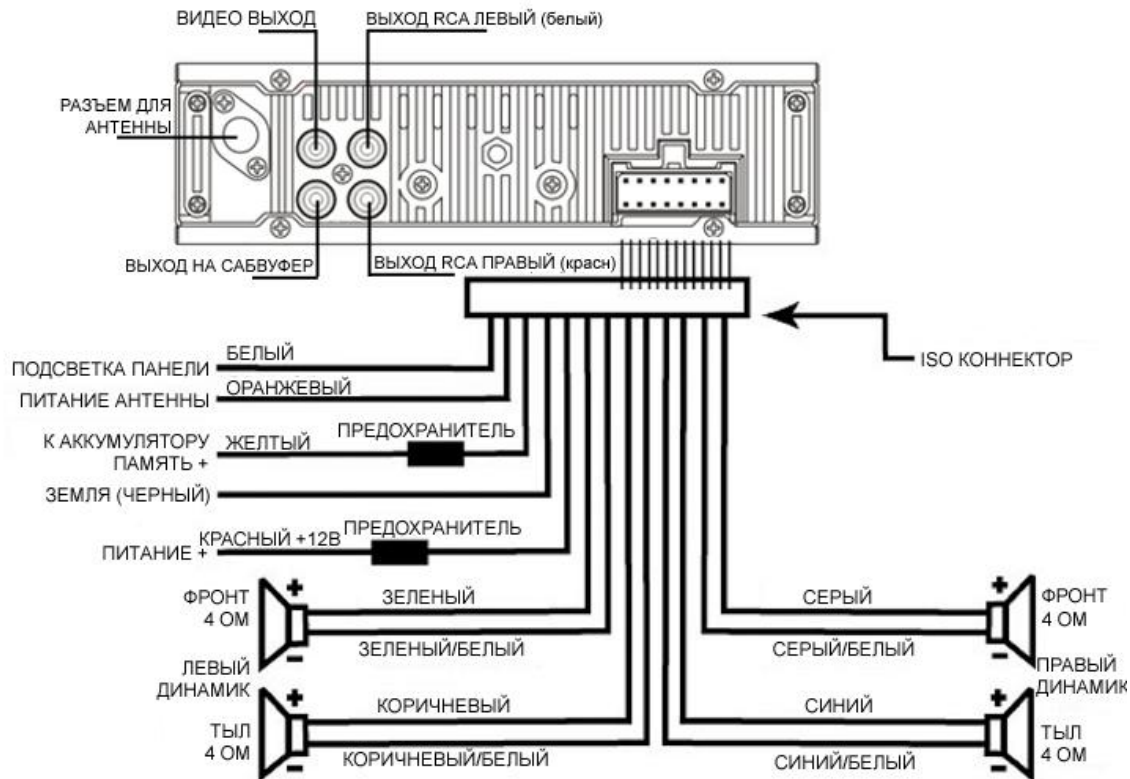 ВИДЕО ВЫХОД
ВЫХОД RCA ЛЕВЫЙ (белый)
РАЗЪЕМ ДЛЯ
АНТЕННЫ
ВЫХОД НА САБВУФЕР
ВЫХОД RCA ПРАВЫЙ (красн)
ISO КОННЕКТОР
ПОДСВЕТКА ПАНЕЛИ
БЕЛЫЙ
ПИТАНИЕ АНТЕННЫ
ОРАНЖЕВЫЙ
К АККУМУЛЯТОРУ
ПАМЯТЬ +
ЖЕЛТЫЙ
ПРЕДОХРАНИТЕЛЬ
ЗЕМЛЯ (ЧЕРНЫЙ)
ПИТАНИЕ +
КРАСНЫЙ +12В
ПРЕДОХРАНИТЕЛЬ
ФРОНТ
4 ОМ
+
−
ЗЕЛЕНЫЙ
ЗЕЛЕНЫЙ/БЕЛЫЙ
СЕРЫЙ
СЕРЫЙ/БЕЛЫЙ
+
−
ФРОНТ
4 ОМ
ЛЕВЫЙ
ДИНАМИК
ПРАВЫЙ
ДИНАМИК
ТЫЛ
4 ОМ
+
−
КОРИЧНЕВЫЙ
КОРИЧНЕВЫЙ/БЕЛЫЙ
СИНИЙ
СИНИЙ/БЕЛЫЙ
+
−
ТЫЛ
4 ОМ